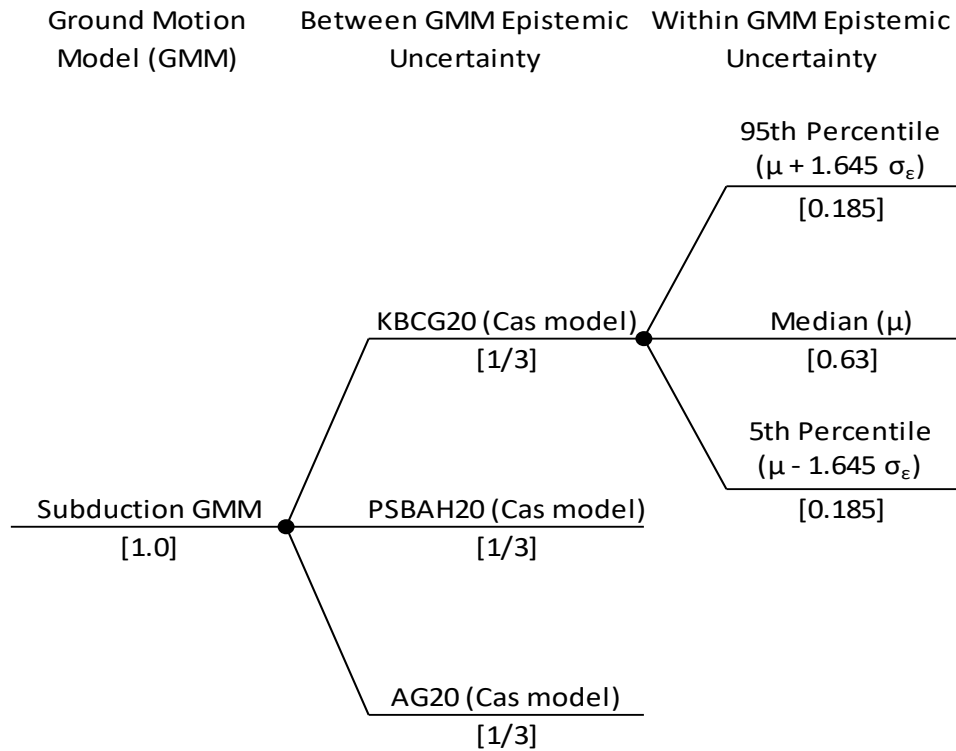 Ground Motion
Model (GMM)
Between GMM Epistemic
Uncertainty
Within GMM Epistemic
Uncertainty
95th Percentile
(μ + 1.645 σε)
[0.185]
KBCG20 (Cas model)
[1/3]
Median (μ)
[0.63]
5th Percentile
(μ - 1.645 σε)
[0.185]
Subduction GMM
[1.0]
PSBAH20 (Cas model)
[1/3]
AG20 (Cas model)
[1/3]